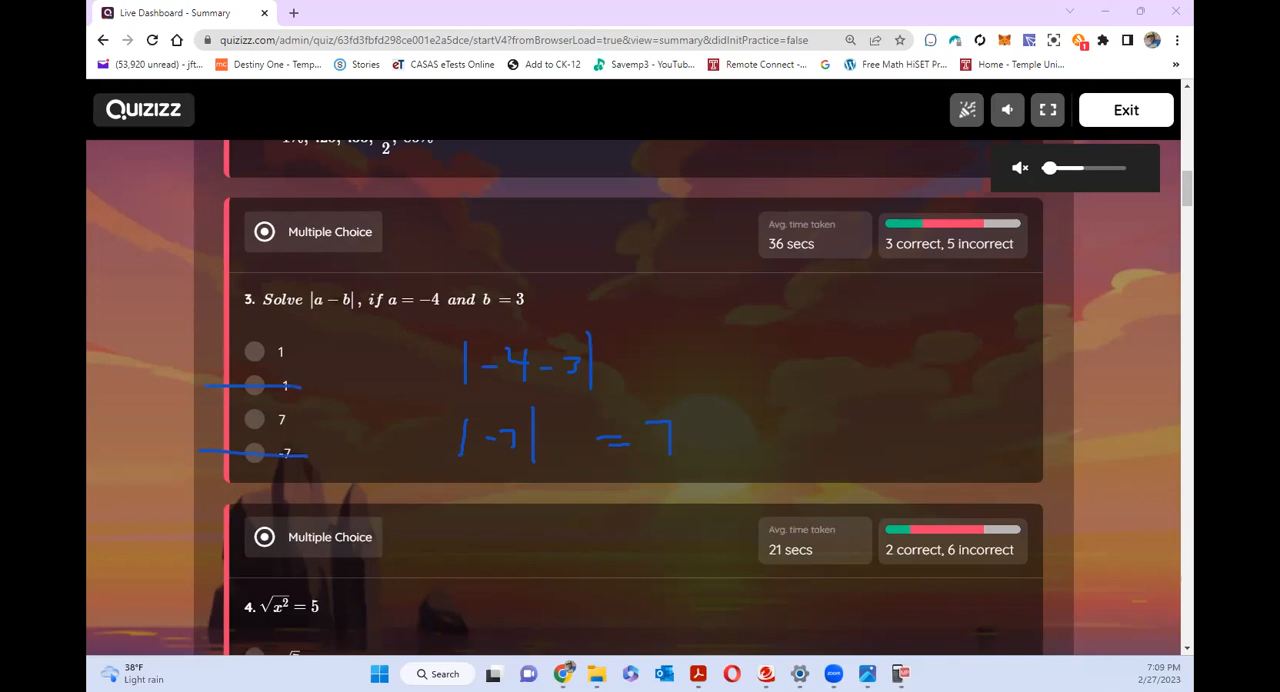 Live Dashboard - Summary
quizizz.com/admin/quiz/63fd3fbfd298ce001e2a5dce/startV4?fromBrowserLoad=true&view=summary&didInitPractice=false
1
(53,920 unread) - jft...
Destiny One - Temp...
Stories
CASAS eTests Online
Add to CK-12
Savemp3 - YouTub...
Remote Connect -...
Free Math HiSET Pr...
Home - Temple Uni...
»
QUIZIZZ
Exit
2
Multiple Choice
Avg. time taken
36 secs
3 correct, 5 incorrect
3. Solve |a − b| , if a = −4 and b = 3
1
-1
7
-7
|-4-3|
|-7| = 7
Multiple Choice
Avg. time taken
21 secs
2 correct, 6 incorrect
4. √x² = 5
38°F
Light rain
Search
7:09 PM
2/27/2023